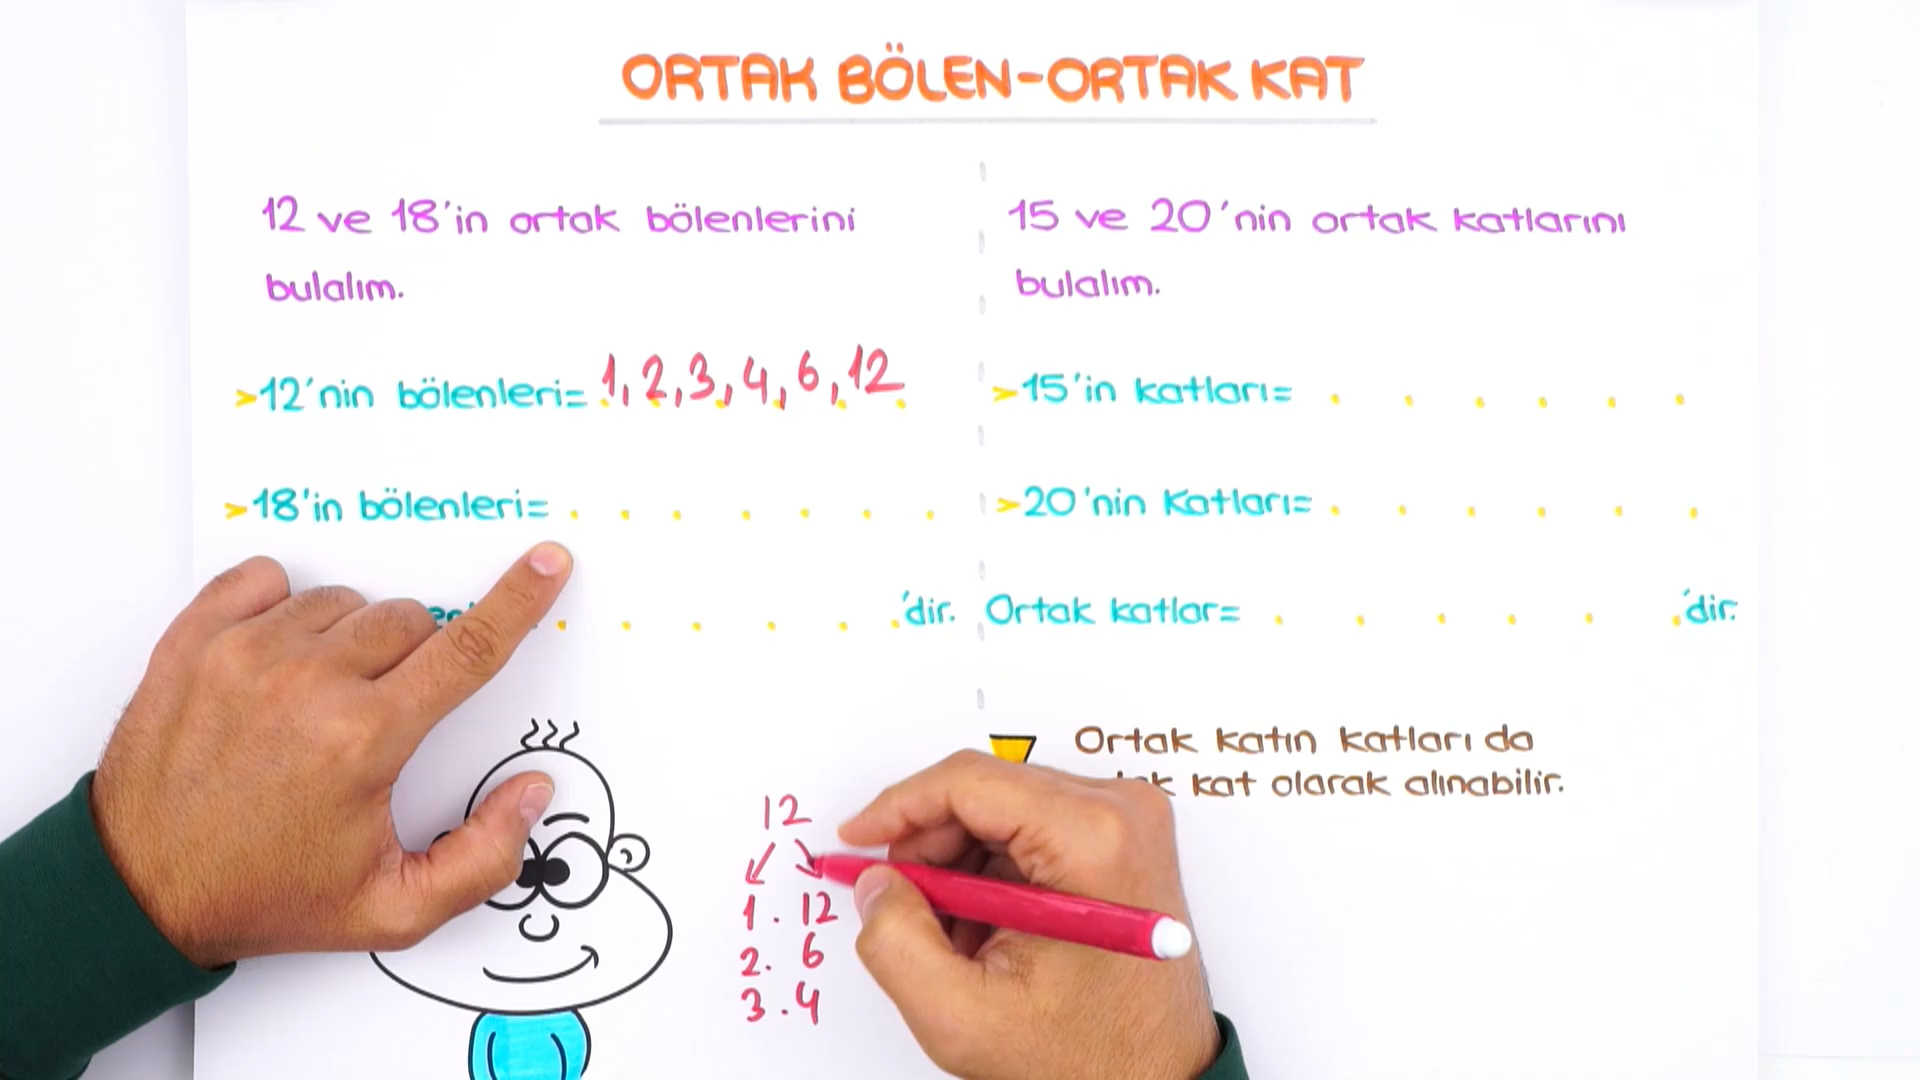 ORTAK BÖLEN-ORTAK KAT
12 ve 18'in ortak bölenlerini
bulalım.
>12'nin bölenleri= 1, 2, 3, 4, 6, 12
>18'in bölenleri= . . . . . . .
. . . . . . 'dir.
15 ve 20'nin ortak katlarını
bulalım.
>15'in katları= . . . . . .
>20'nin Katları= . . . . . .
Ortak katlar= . . . . . . 'dir.
Ortak katın katları da
kat olarak alınabilir.
12
1 . 12
2. 6
3 . 4